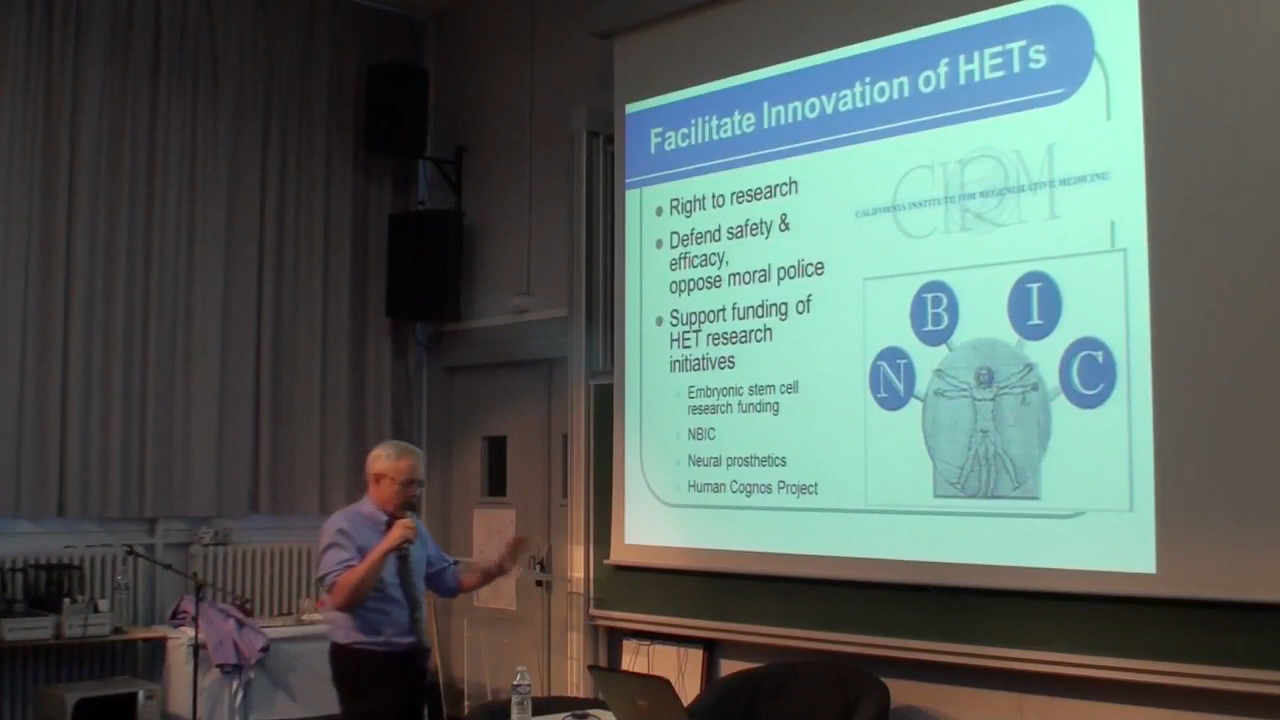 Facilitate Innovation of HETs
Right to research
Defend safety &
efficacy,
oppose moral police
Support funding of
HET research
initiatives
Embryonic stem cell
research funding
NBIC
Neural prosthetics
Human Cognos Project
CIRM
CALIFORNIA INSTITUTE FOR REGENERATIVE MEDICINE
N B I C